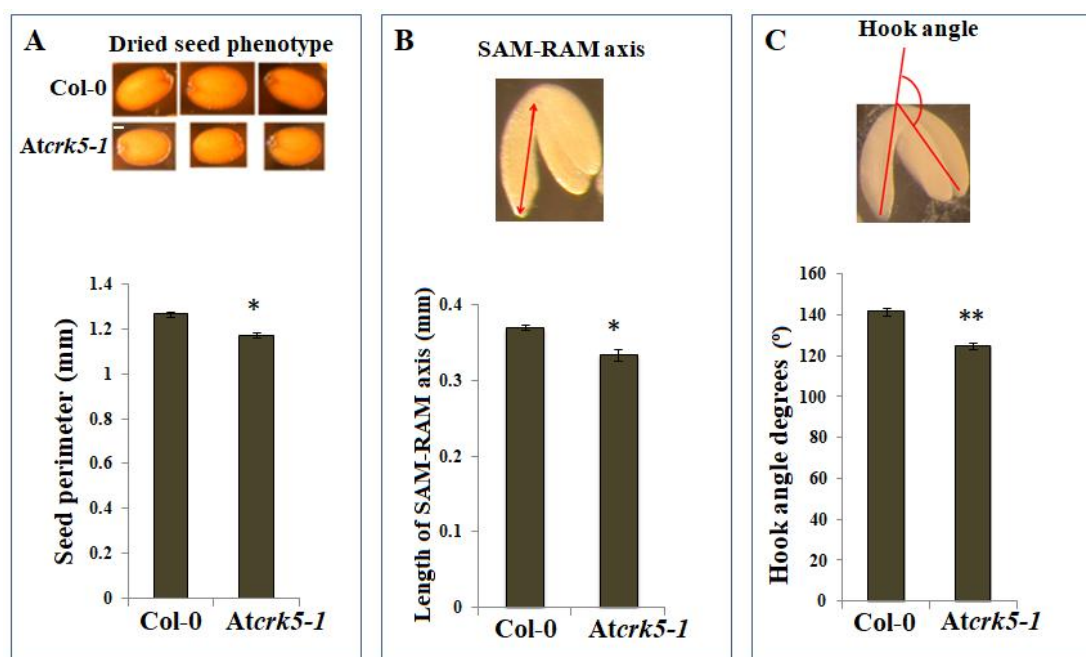 A
Dried seed phenotype
Col-0
Atcrk5-1
Seed perimeter (mm)
1.4
1.2
1
0.8
0.6
0.4
0.2
0
*
Col-0
Atcrk5-1
B
SAM-RAM axis
Length of SAM-RAM axis (mm)
0.4
0.3
0.2
0.1
0
*
Col-0
Atcrk5-1
C
Hook angle
Hook angle degrees (º)
160
140
120
100
80
60
40
20
0
**
Col-0
Atcrk5-1